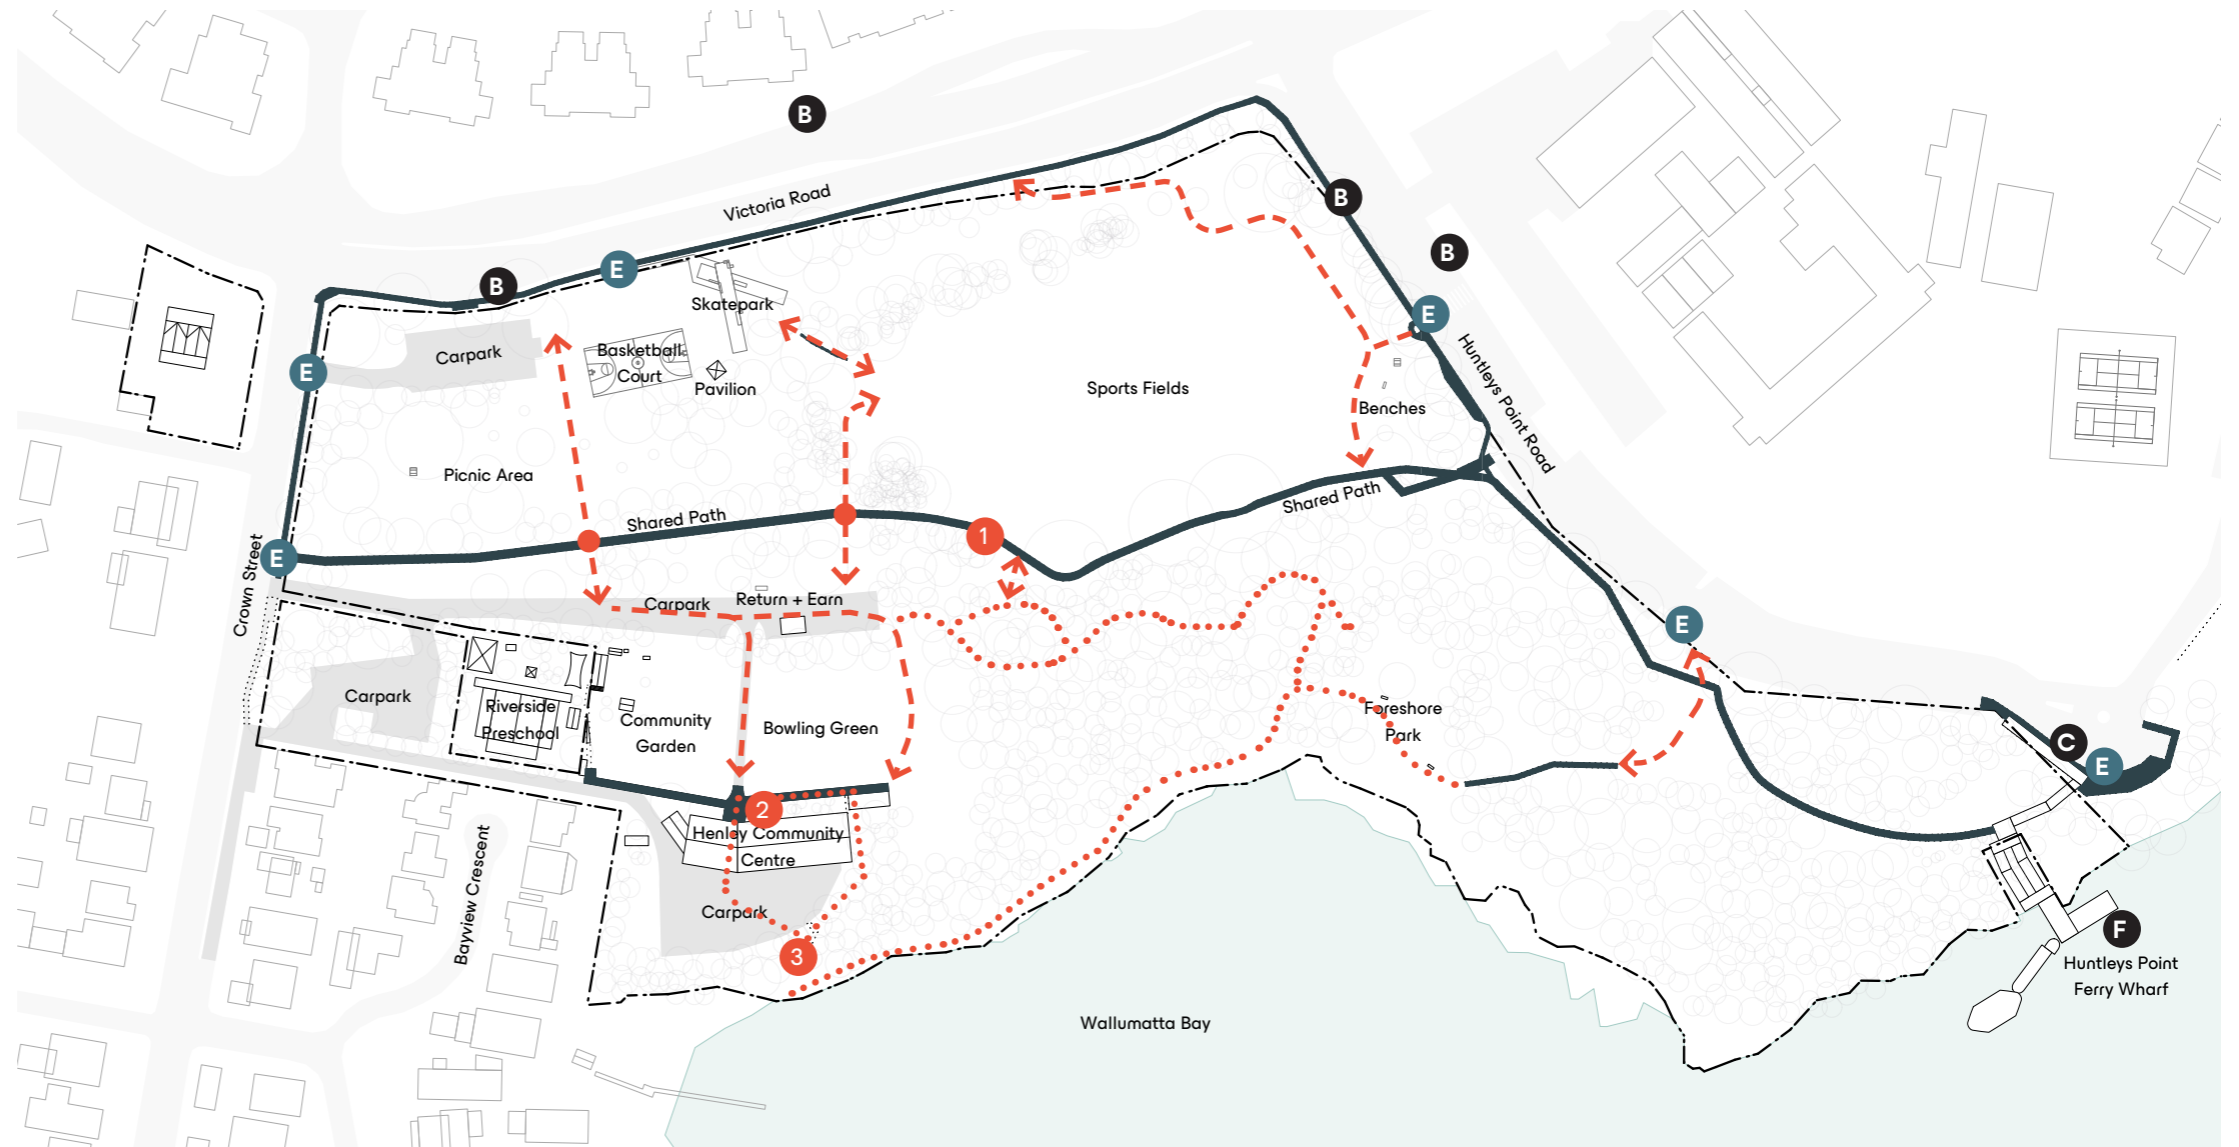 B
Victoria Road
B
B
E
B
Skatepark
E
Carpark
Basketball
Court
Pavilion
E
Sports Fields
Benches
Huntleys Point Road
Picnic Area
Shared Path
Shared Path
1
E
Crown Street
Carpark
Return + Earn
E
Carpark
Riverside
Preschool
Community
Garden
Bowling Green
Foreshore
Park
C
E
2
Henley Community
Centre
Bayview Crescent
Carpark
3
F
Huntleys Point
Ferry Wharf
Wallumatta Bay